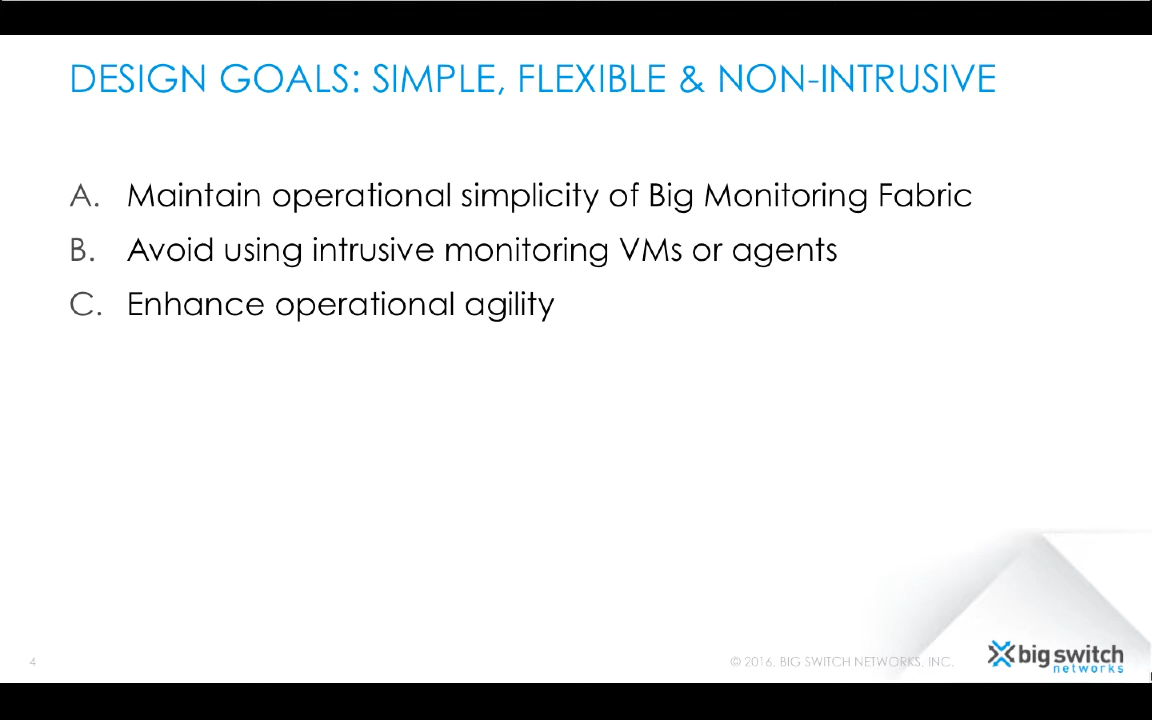 DESIGN GOALS: SIMPLE, FLEXIBLE & NON-INTRUSIVE
A. Maintain operational simplicity of Big Monitoring Fabric
B. Avoid using intrusive monitoring VMs or agents
C. Enhance operational agility
4
© 2016, BIG SWITCH NETWORKS, INC.
big switch
networks